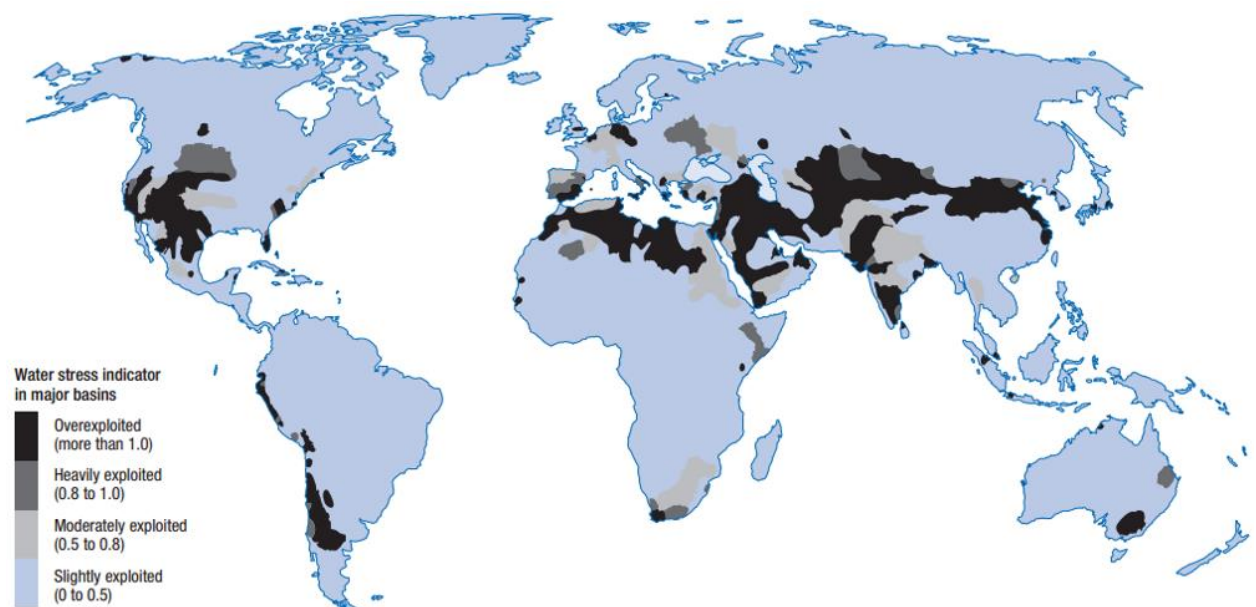 Water stress indicator
in major basins
Overexploited
(more than 1.0)
Heavily exploited
(0.8 to 1.0)
Moderately exploited
(0.5 to 0.8)
Slightly exploited
(0 to 0.5)